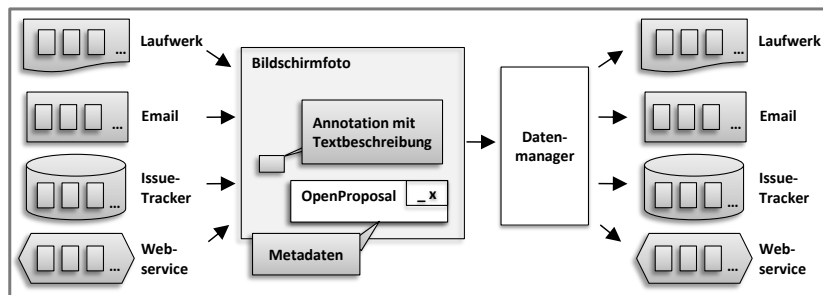 ...
Laufwerk
...
Email
...
Issue-
Tracker
...
Web-
service
Bildschirmfoto
Annotation mit
Textbeschreibung
OpenProposal
_ x
Metadaten
Daten-
manager
...
Laufwerk
...
Email
...
Issue-
Tracker
...
Web-
service